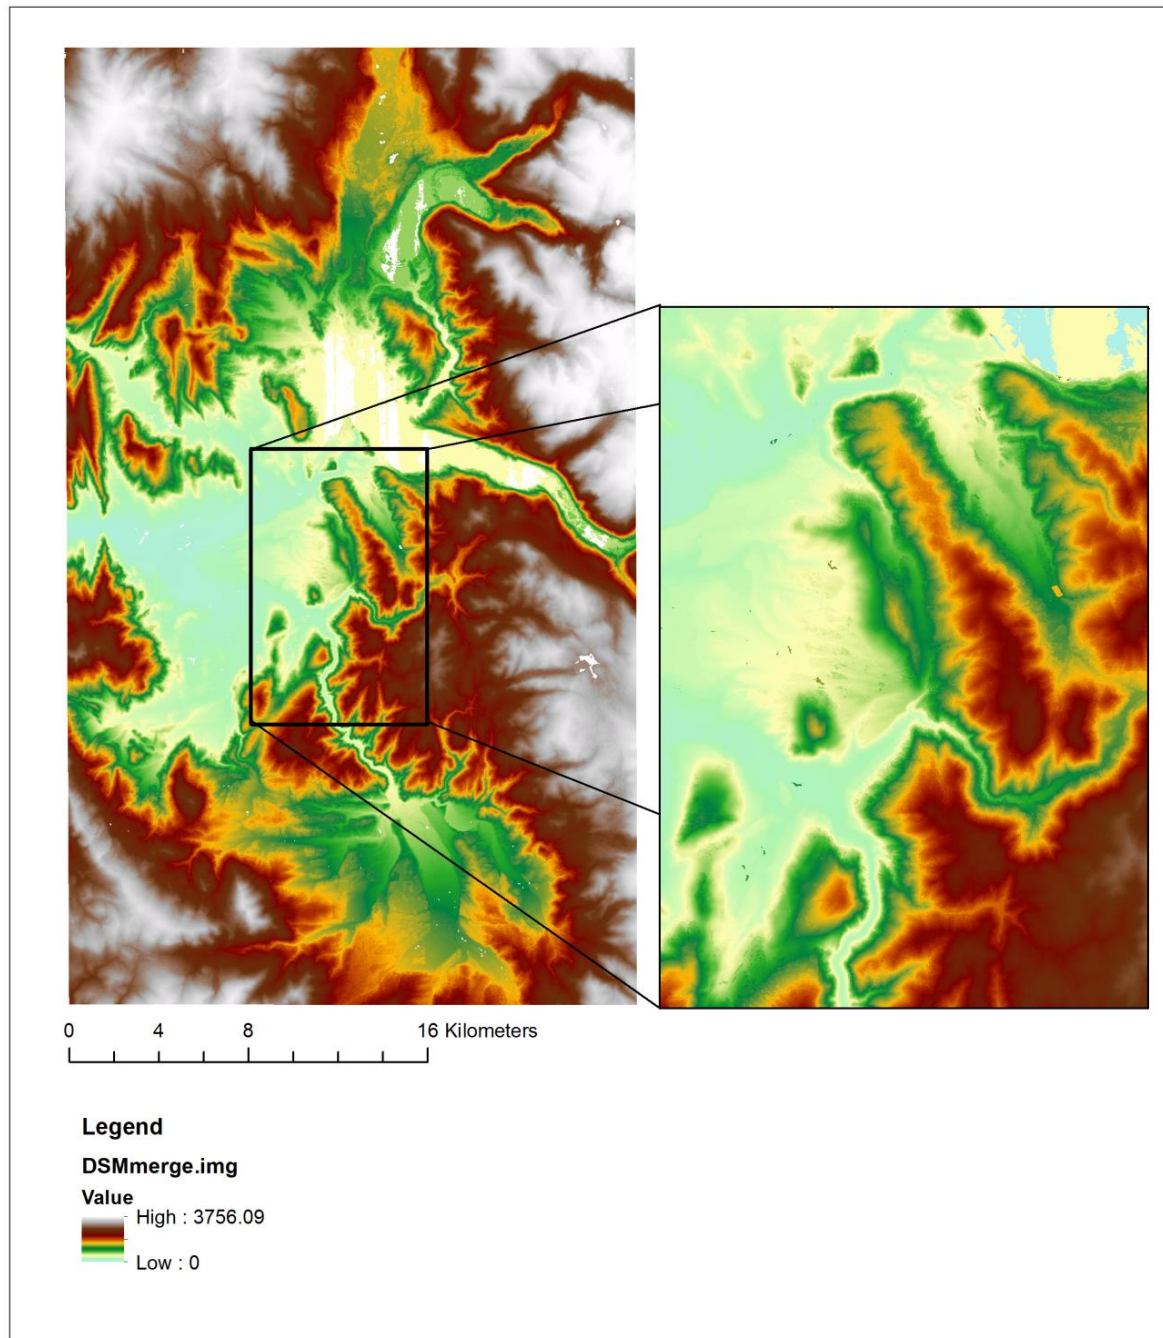 0 4 8 16 Kilometers
Legend
DSMmerge.img
Value
High : 3756.09
Low : 0